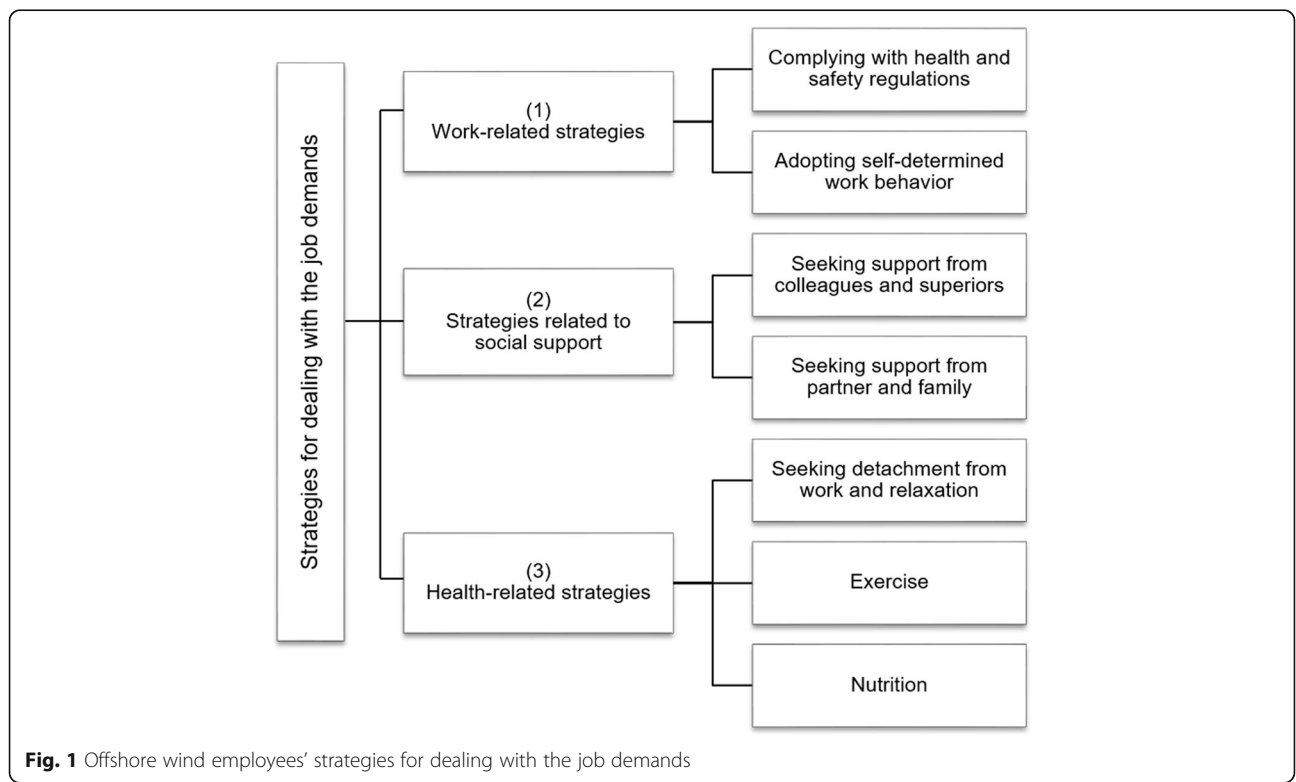 Strategies for dealing with the job demands
(1)
Work-related strategies
Complying with health and
safety regulations
Adopting self-determined
work behavior
(2)
Strategies related to
social support
Seeking support from
colleagues and superiors
Seeking support from
partner and family
(3)
Health-related strategies
Seeking detachment from
work and relaxation
Exercise
Nutrition
Fig. 1 Offshore wind employees’ strategies for dealing with the job demands